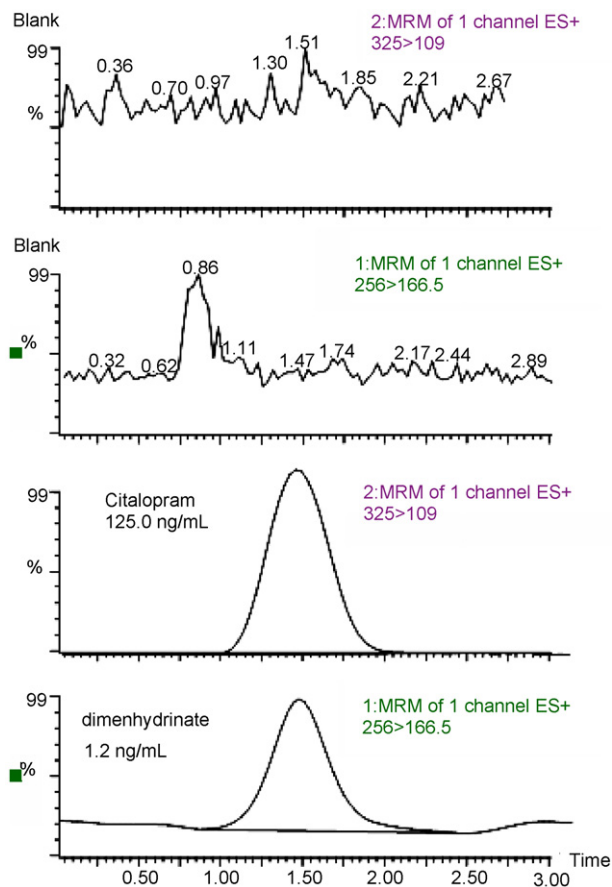 Blank
99
%
0.36
0.70
0.97
1.30
1.51
1.85
2.21
2.67
2:MRM of 1 channel ES+
325>109
Blank
99
%
0.32
0.62
0.86
1.11
1.47
1.74
2.17
2.44
2.89
1:MRM of 1 channel ES+
256>166.5
99
%
Citalopram
125.0 ng/mL
2:MRM of 1 channel ES+
325>109
99
%
dimenhydrinate
1.2 ng/mL
1:MRM of 1 channel ES+
256>166.5
Time
0.50 1.00 1.50 2.00 2.50 3.00